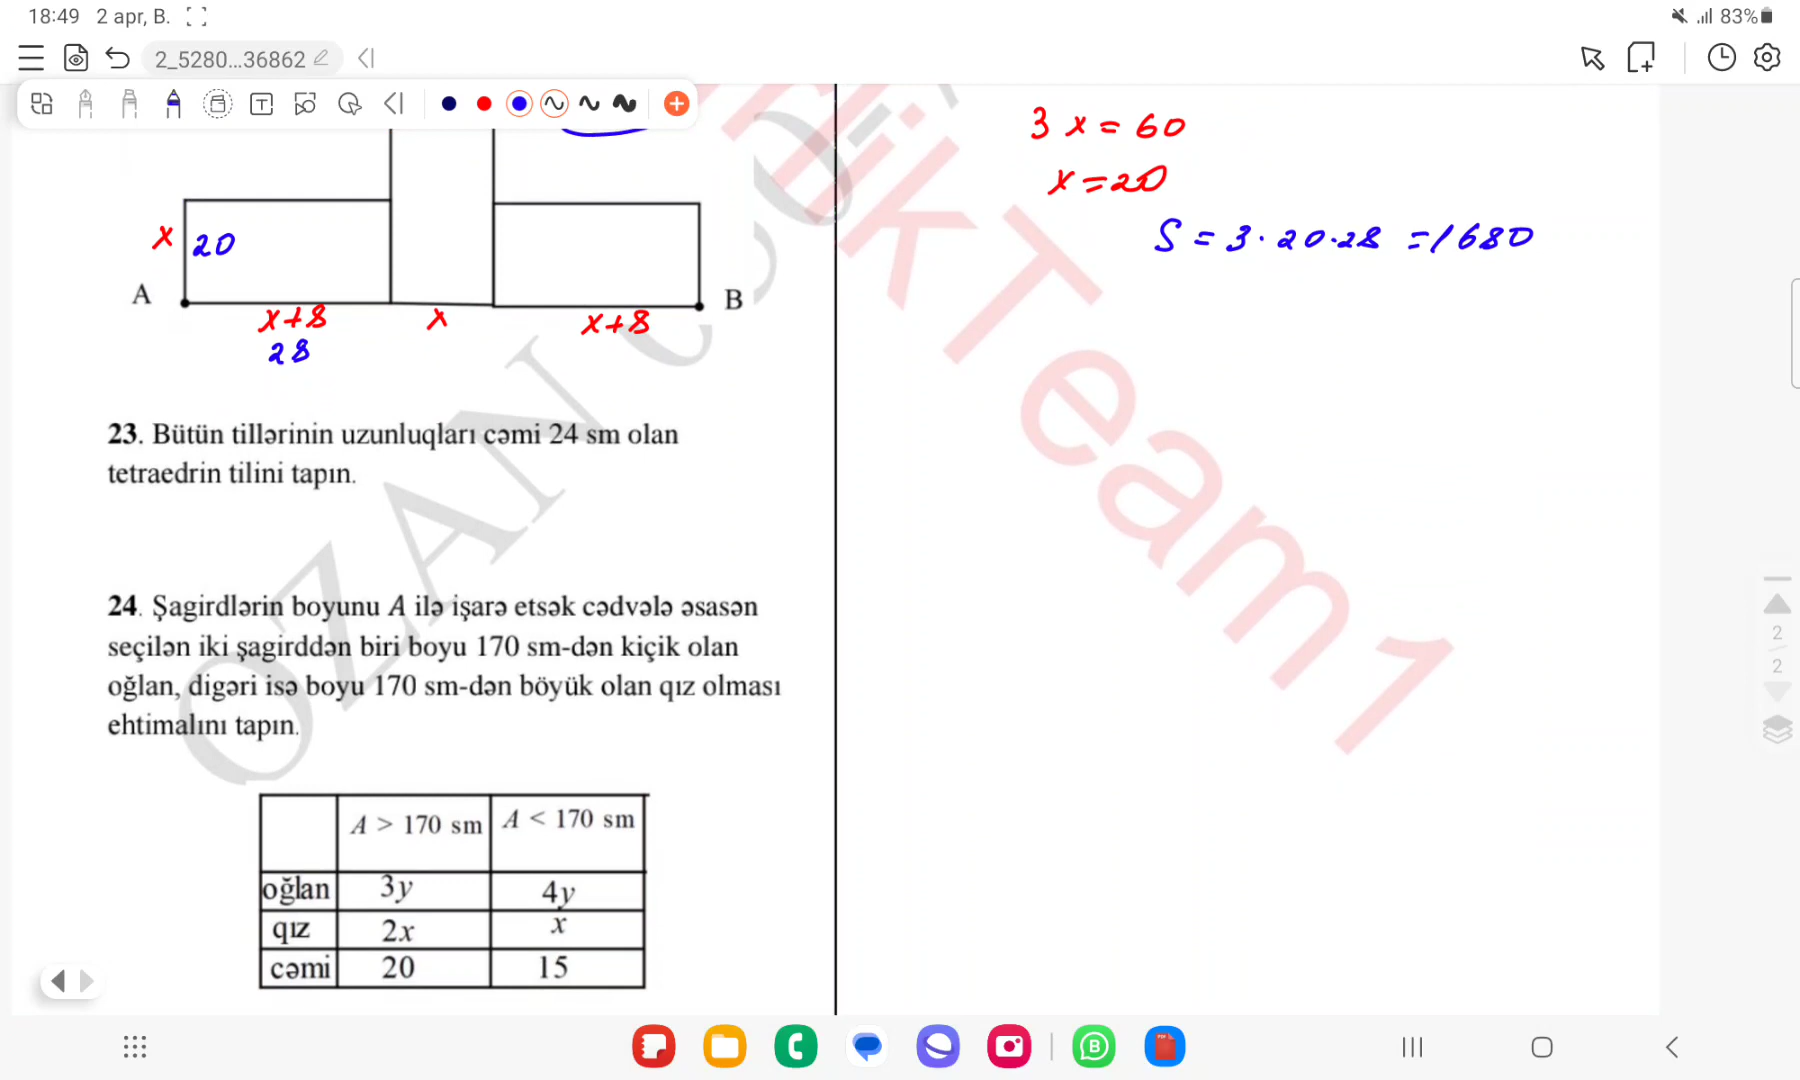 18:49 2 apr, B.
83%
2_5280...36862
3 x = 60
x = 20
S = 3 · 20 · 28 = 1680
x 20
A
B
x+8 x x+8
28
23. Bütün tillərinin uzunluqları cəmi 24 sm olan
tetraedrin tilini tapın.
24. Şagirdlərin boyunu A ilə işarə etsək cədvələ əsasən
seçilən iki şagirddən biri boyu 170 sm-dən kiçik olan
oğlan, digəri isə boyu 170 sm-dən böyük olan qız olması
ehtimalını tapın.
A > 170 sm A < 170 sm
oğlan 3y 4y
qız 2x x
cəmi 20 15
OZAN
ikTeam1
2
2